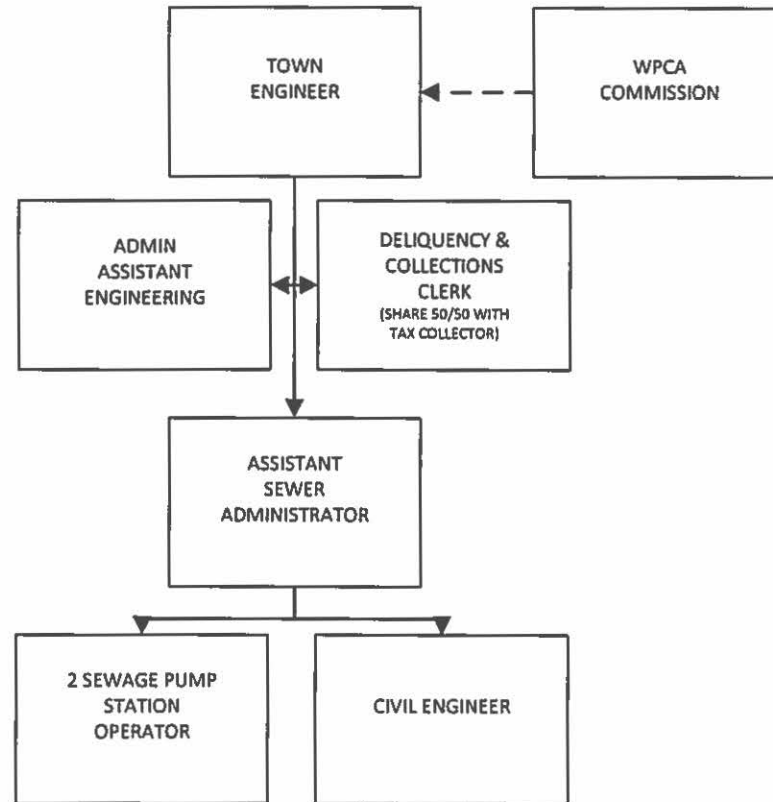 TOWN
ENGINEER
WPCA
COMMISSION
ADMIN
ASSISTANT
ENGINEERING
DELIQUENCY &
COLLECTIONS
CLERK
(SHARE 50/50 WITH
TAX COLLECTOR)
ASSISTANT
SEWER
ADMINISTRATOR
2 SEWAGE PUMP
STATION
OPERATOR
CIVIL ENGINEER